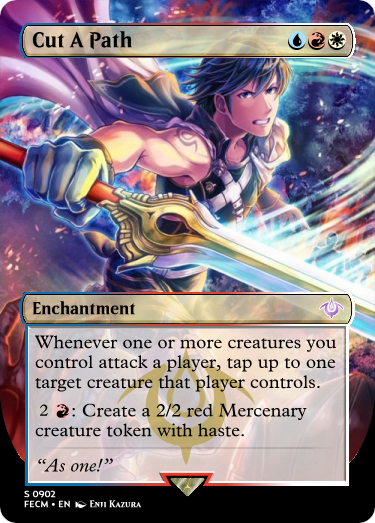 Cut A Path
Enchantment
Whenever one or more creatures you
control attack a player, tap up to one
target creature that player controls.
2 R: Create a 2/2 red Mercenary
creature token with haste.
“As one!”
S 0902
FECM • EN Enji Kazura